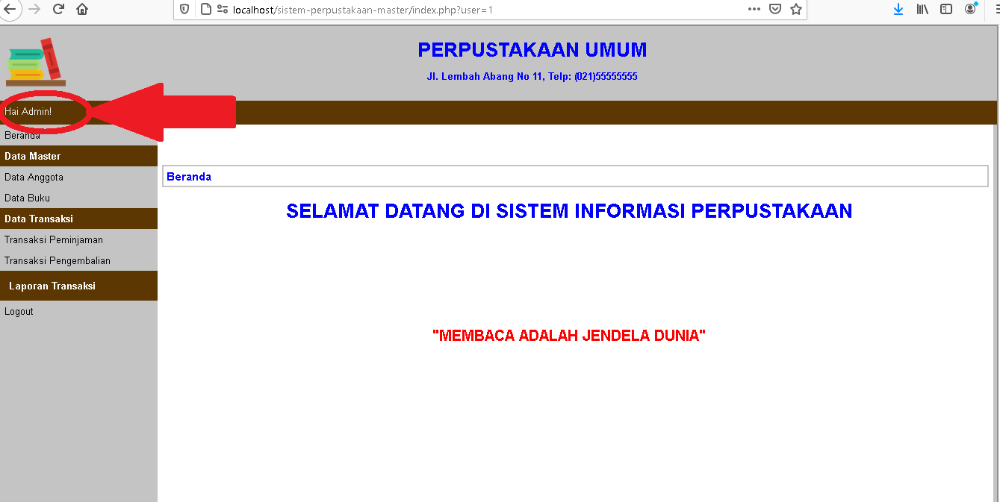 localhost/sistem-perpustakaan-master/index.php?user=1
PERPUSTAKAAN UMUM
Jl. Lembah Abang No 11, Telp: (021)55555555
Hai Admin!
Beranda
Data Master
Data Anggota
Data Buku
Data Transaksi
Transaksi Peminjaman
Transaksi Pengembalian
Laporan Transaksi
Logout
Beranda
SELAMAT DATANG DI SISTEM INFORMASI PERPUSTAKAAN
"MEMBACA ADALAH JENDELA DUNIA"